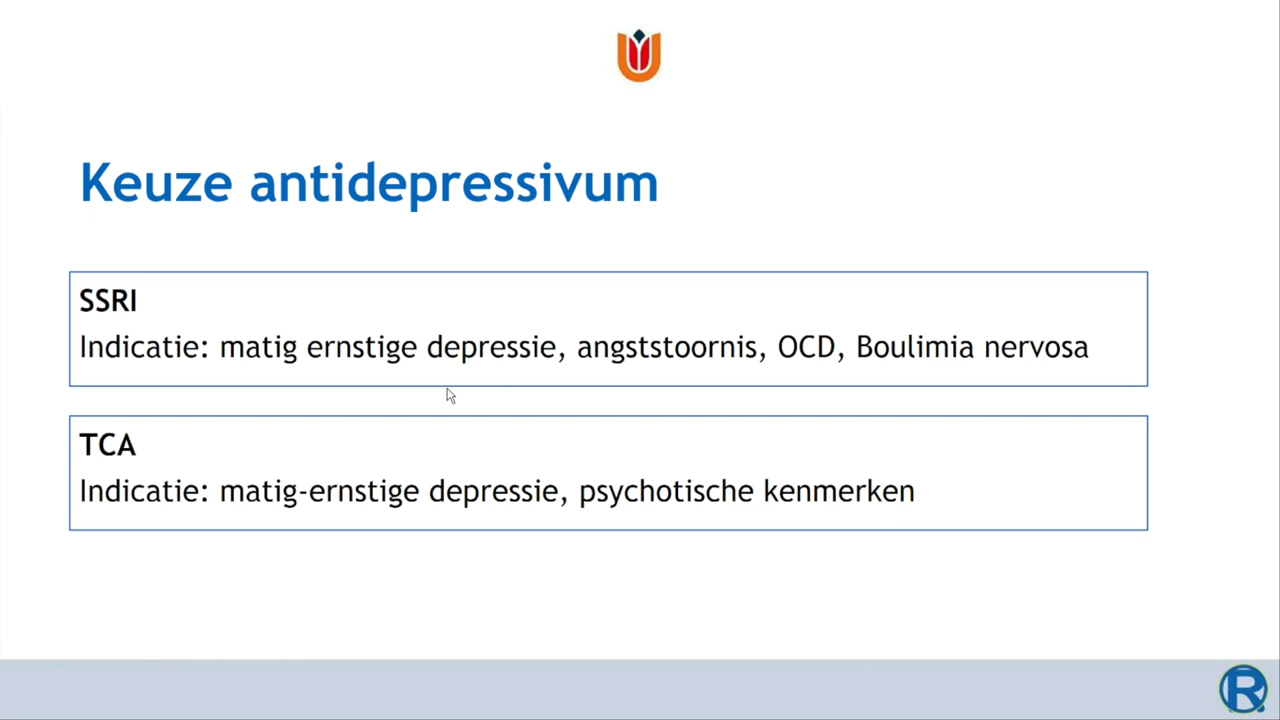 Keuze antidepressivum
SSRI
Indicatie: matig ernstige depressie, angststoornis, OCD, Boulimia nervosa
TCA
Indicatie: matig-ernstige depressie, psychotische kenmerken
R